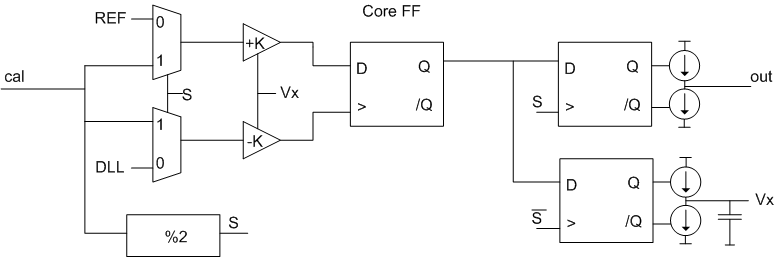 Core FF
REF
0
1
cal
S
+K
Vx
-K
1
0
DLL
%2
S
D
Q
>
/Q
D
Q
S
>
/Q
out
D
Q
S̅
>
/Q
Vx